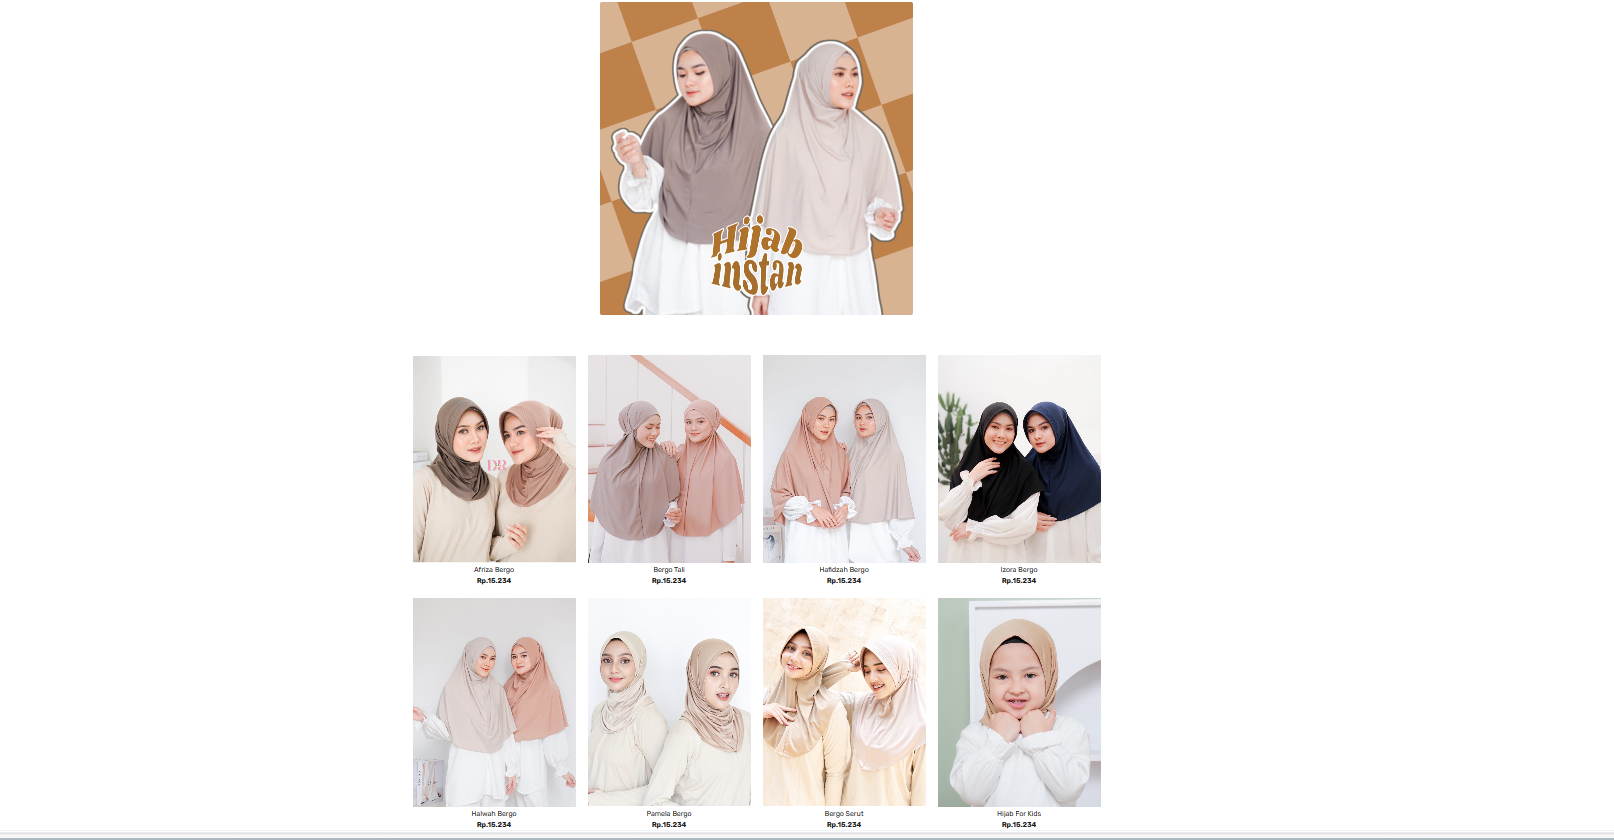 Hijab
instan
DR
Afriza Bergo
Rp.15.234
Bergo Tali
Rp.15.234
Hafidzah Bergo
Rp.15.234
Izora Bergo
Rp.15.234
Halwah Bergo
Rp.15.234
Pamela Bergo
Rp.15.234
Bergo Serut
Rp.15.234
Hijab For Kids
Rp.15.234